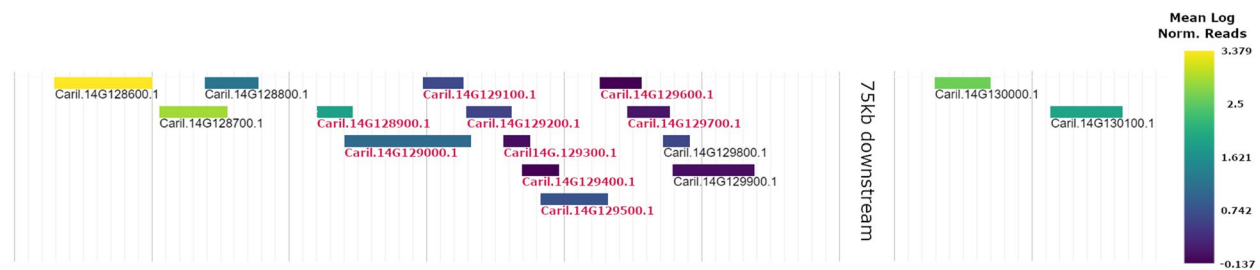 Mean Log
Norm. Reads
3.379
2.5
1.621
0.742
-0.137
Caril.14G128600.1
Caril.14G128800.1
Caril.14G129100.1
Caril.14G129600.1
Caril.14G130000.1
Caril.14G128700.1
Caril.14G128900.1
Caril.14G129200.1
Caril.14G129700.1
Caril.14G130100.1
Caril.14G129000.1
Caril14G.129300.1
Caril.14G129800.1
Caril.14G129400.1
Caril.14G129900.1
Caril.14G129500.1
75kb downstream